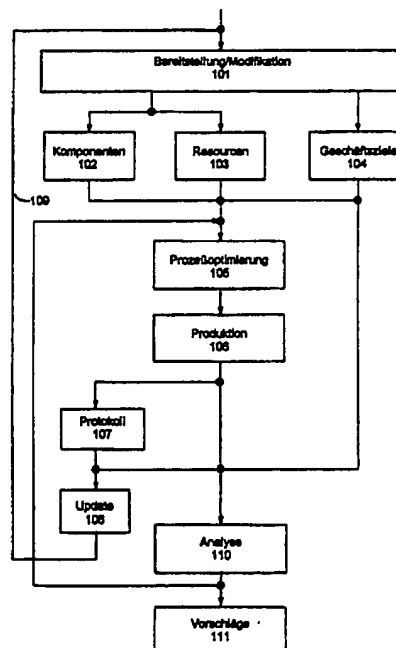 Bereitstellung/Modifikation
101
Komponenten
102
Resourcen
103
Geschäftsziele
104
109
Prozeßoptimierung
105
Produktion
106
Protokoll
107
Update
108
Analyse
110
Vorschläge
111